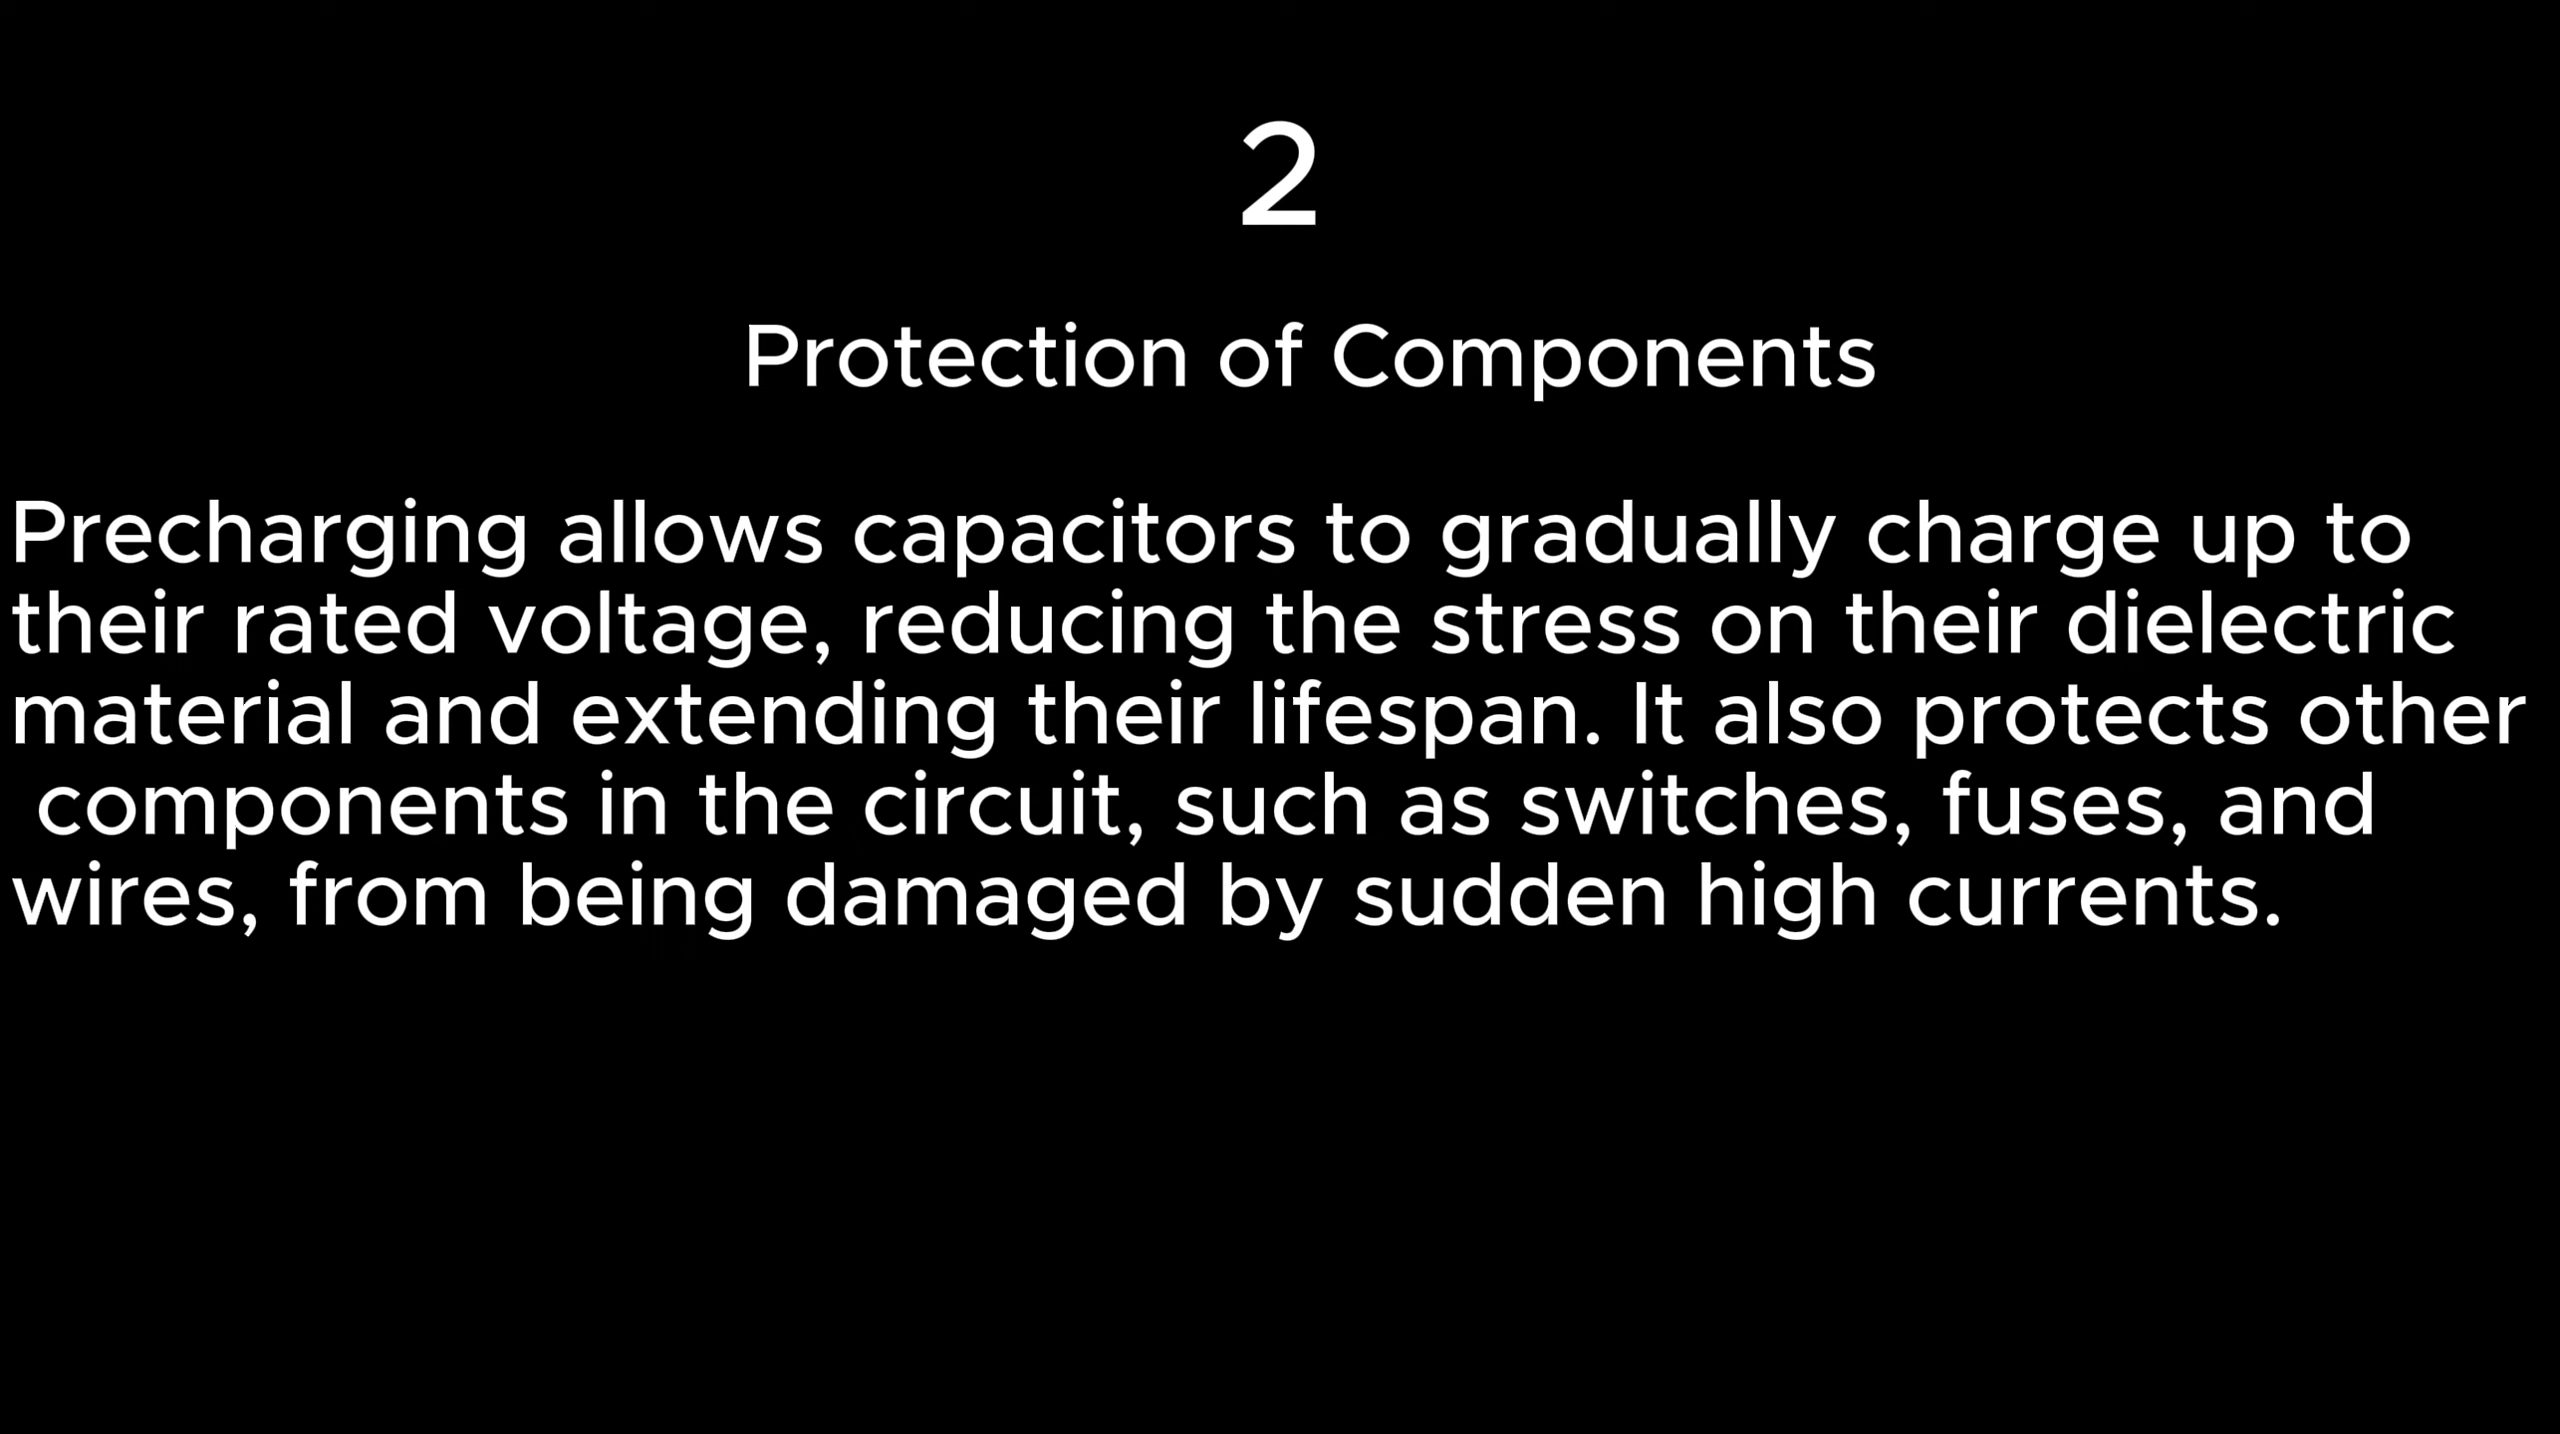 2
Protection of Components
Precharging allows capacitors to gradually charge up to
their rated voltage, reducing the stress on their dielectric
material and extending their lifespan. It also protects other
components in the circuit, such as switches, fuses, and
wires, from being damaged by sudden high currents.